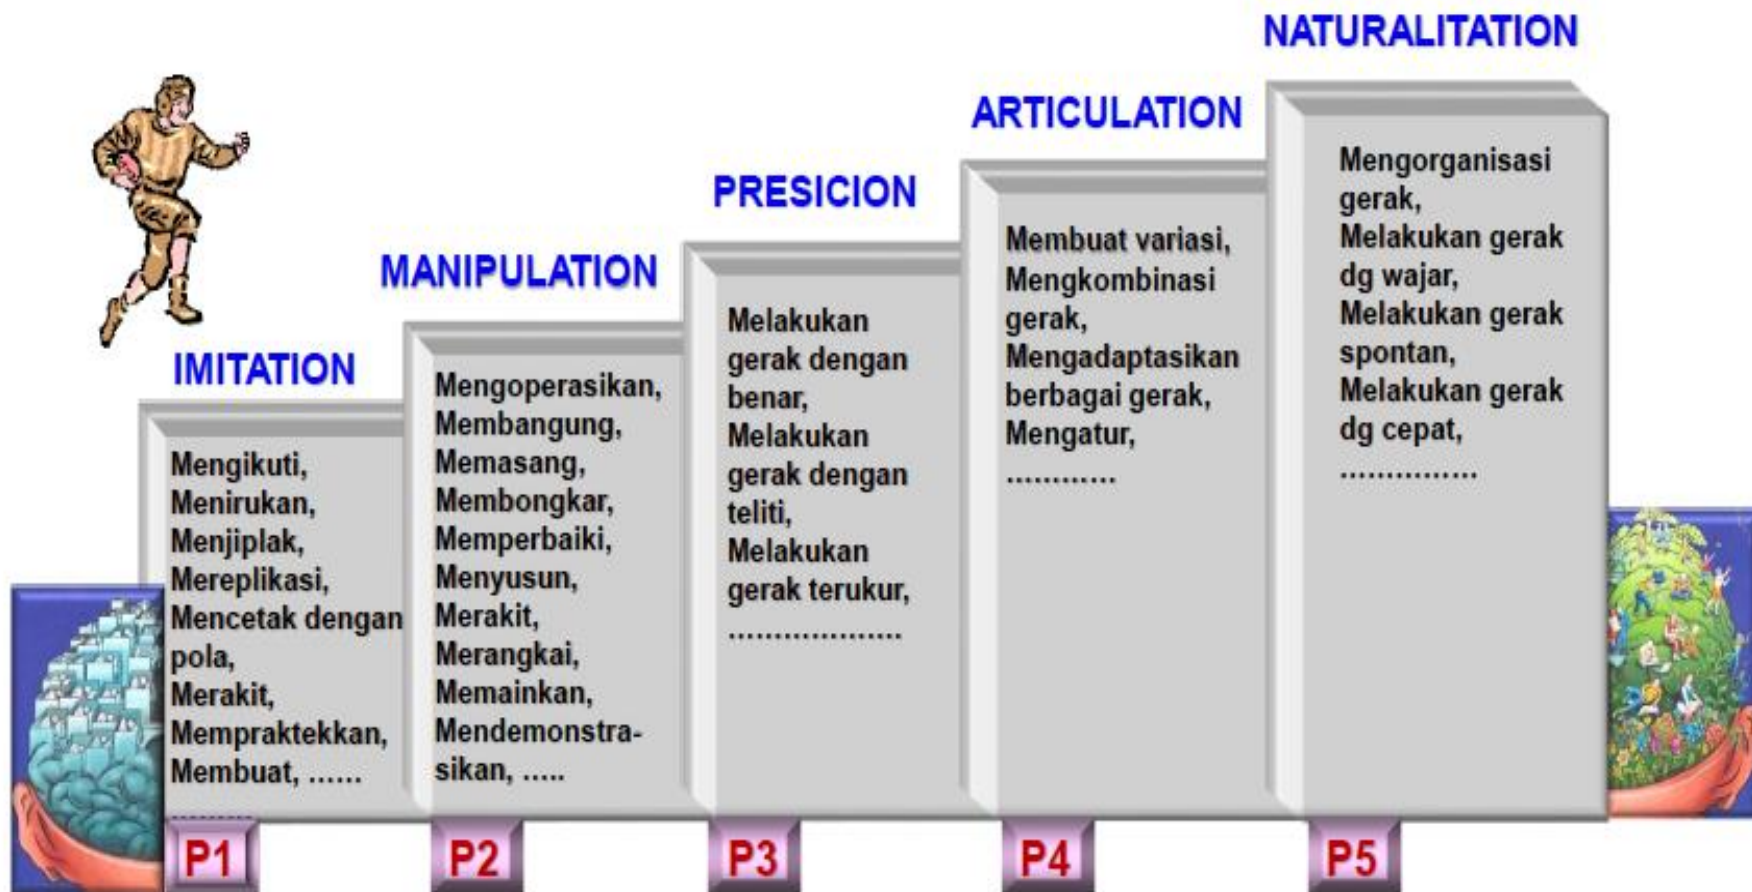 IMITATION
Mengikuti,
Menirukan,
Menjiplak,
Mereplikasi,
Mencetak dengan
pola,
Merakit,
Mempraktekkan,
Membuat, ......
P1
MANIPULATION
Mengoperasikan,
Membangung,
Memasang,
Membongkar,
Memperbaiki,
Menyusun,
Merakit,
Merangkai,
Memainkan,
Mendemonstra-
sikan, .....
P2
PRESICION
Melakukan
gerak dengan
benar,
Melakukan
gerak dengan
teliti,
Melakukan
gerak terukur,
...................
P3
ARTICULATION
Membuat variasi,
Mengkombinasi
gerak,
Mengadaptasikan
berbagai gerak,
Mengatur,
............
P4
NATURALITATION
Mengorganisasi
gerak,
Melakukan gerak
dg wajar,
Melakukan gerak
spontan,
Melakukan gerak
dg cepat,
...............
P5